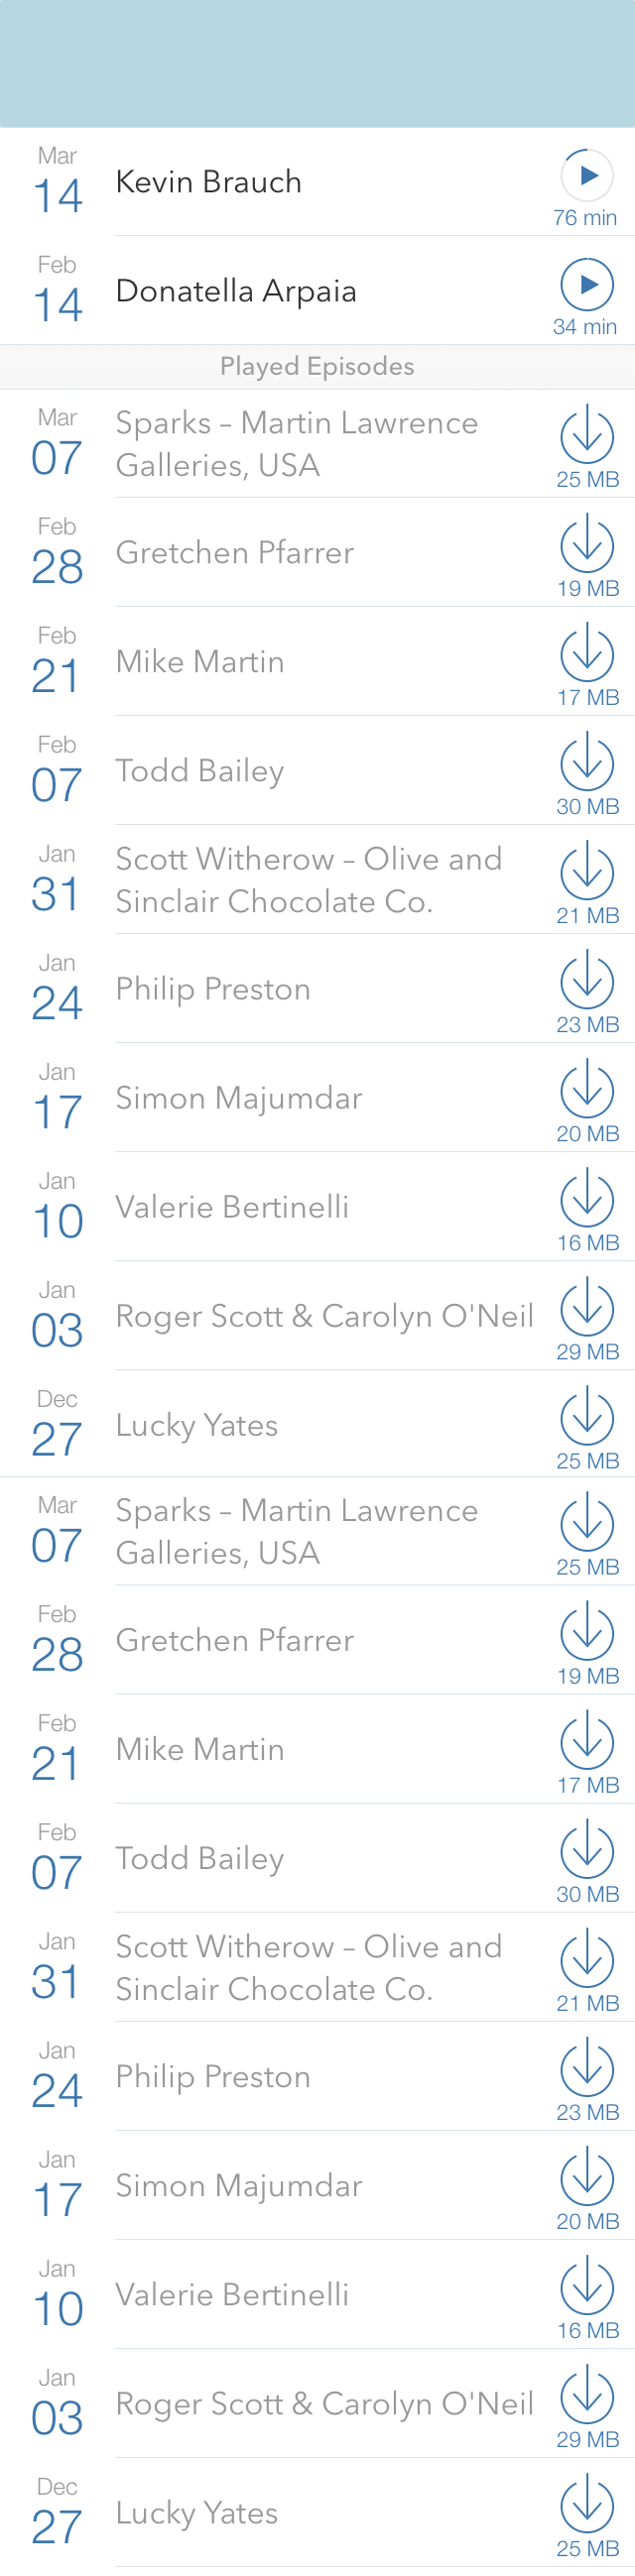 Mar
14
Kevin Brauch
76 min
Feb
14
Donatella Arpaia
34 min
Played Episodes
Mar
07
Sparks – Martin Lawrence
Galleries, USA
25 MB
Feb
28
Gretchen Pfarrer
19 MB
Feb
21
Mike Martin
17 MB
Feb
07
Todd Bailey
30 MB
Jan
31
Scott Witherow – Olive and
Sinclair Chocolate Co.
21 MB
Jan
24
Philip Preston
23 MB
Jan
17
Simon Majumdar
20 MB
Jan
10
Valerie Bertinelli
16 MB
Jan
03
Roger Scott & Carolyn O'Neil
29 MB
Dec
27
Lucky Yates
25 MB
Mar
07
Sparks – Martin Lawrence
Galleries, USA
25 MB
Feb
28
Gretchen Pfarrer
19 MB
Feb
21
Mike Martin
17 MB
Feb
07
Todd Bailey
30 MB
Jan
31
Scott Witherow – Olive and
Sinclair Chocolate Co.
21 MB
Jan
24
Philip Preston
23 MB
Jan
17
Simon Majumdar
20 MB
Jan
10
Valerie Bertinelli
16 MB
Jan
03
Roger Scott & Carolyn O'Neil
29 MB
Dec
27
Lucky Yates
25 MB